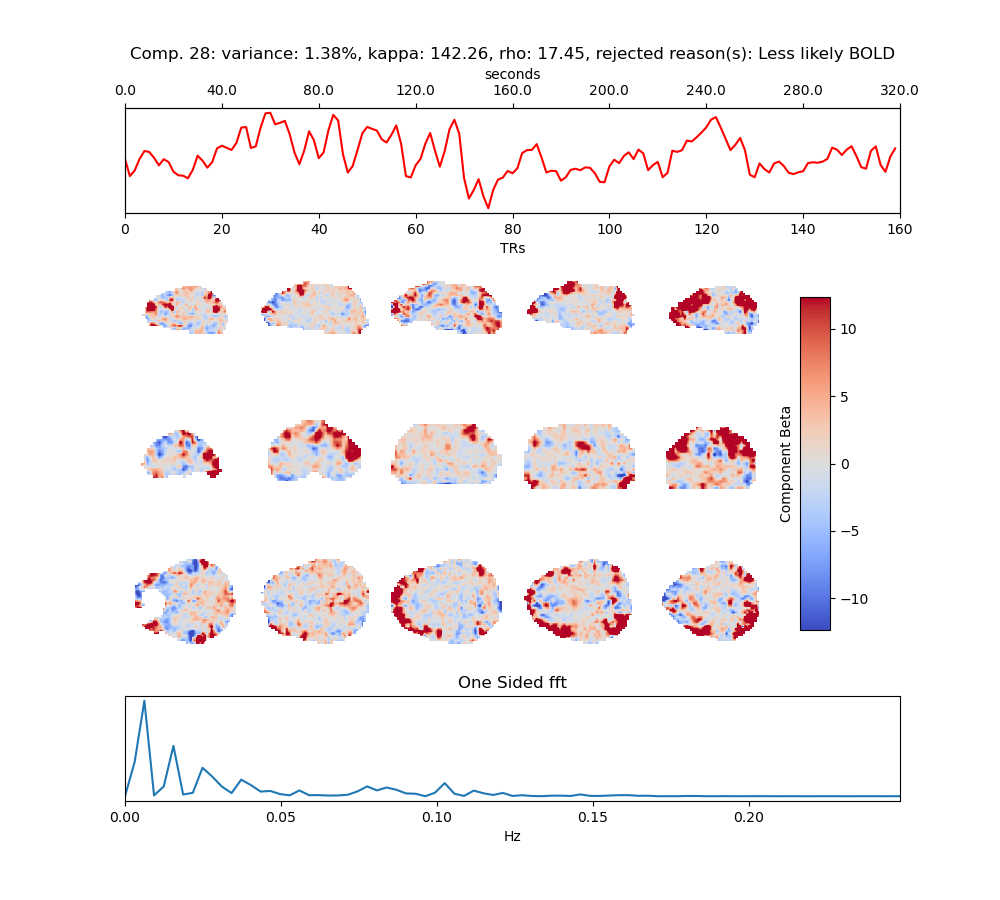 Comp. 28: variance: 1.38%, kappa: 142.26, rho: 17.45, rejected reason(s): Less likely BOLD
seconds
0.0 40.0 80.0 120.0 160.0 200.0 240.0 280.0 320.0
0 20 40 60 80 100 120 140 160
TRs
10
5
0
−5
−10
Component Beta
One Sided fft
0.00 0.05 0.10 0.15 0.20
Hz